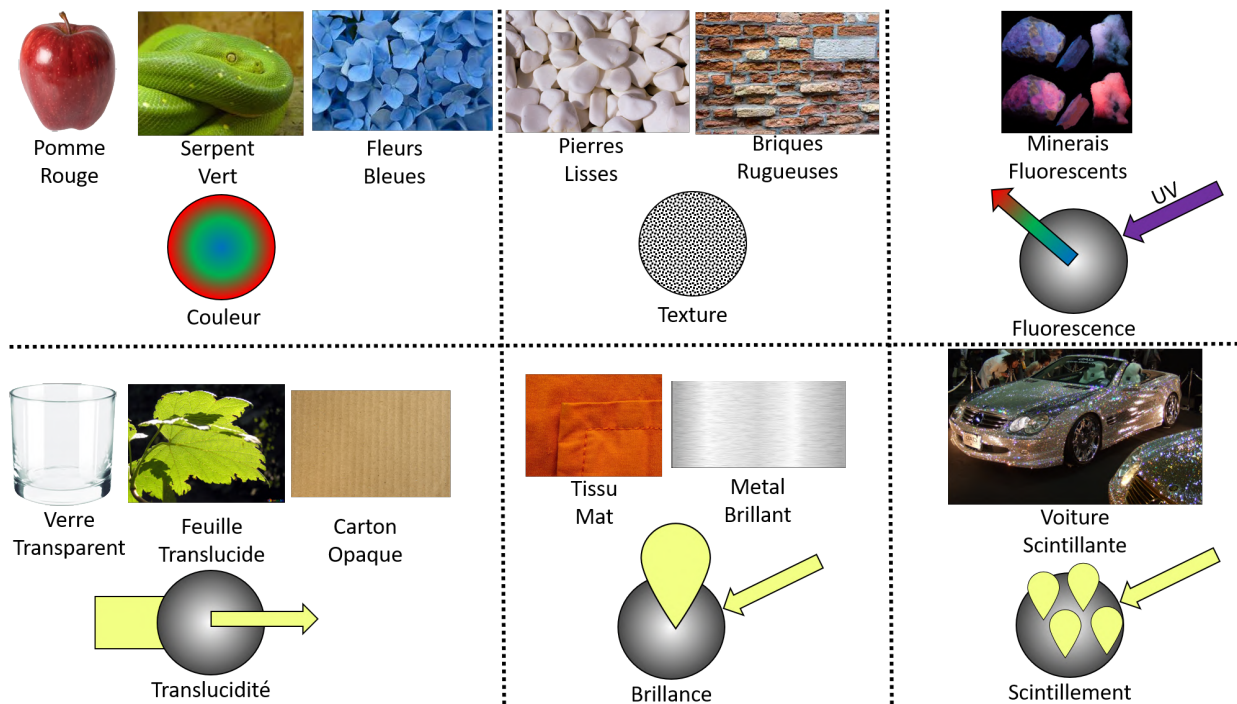 Pomme
Rouge
Serpent
Vert
Fleurs
Bleues
Couleur
Pierres
Lisses
Briques
Rugueuses
Texture
Minerais
Fluorescents
UV
Fluorescence
Verre
Transparent
Feuille
Translucide
Carton
Opaque
Translucidité
Tissu
Mat
Metal
Brillant
Brillance
Voiture
Scintillante
Scintillement